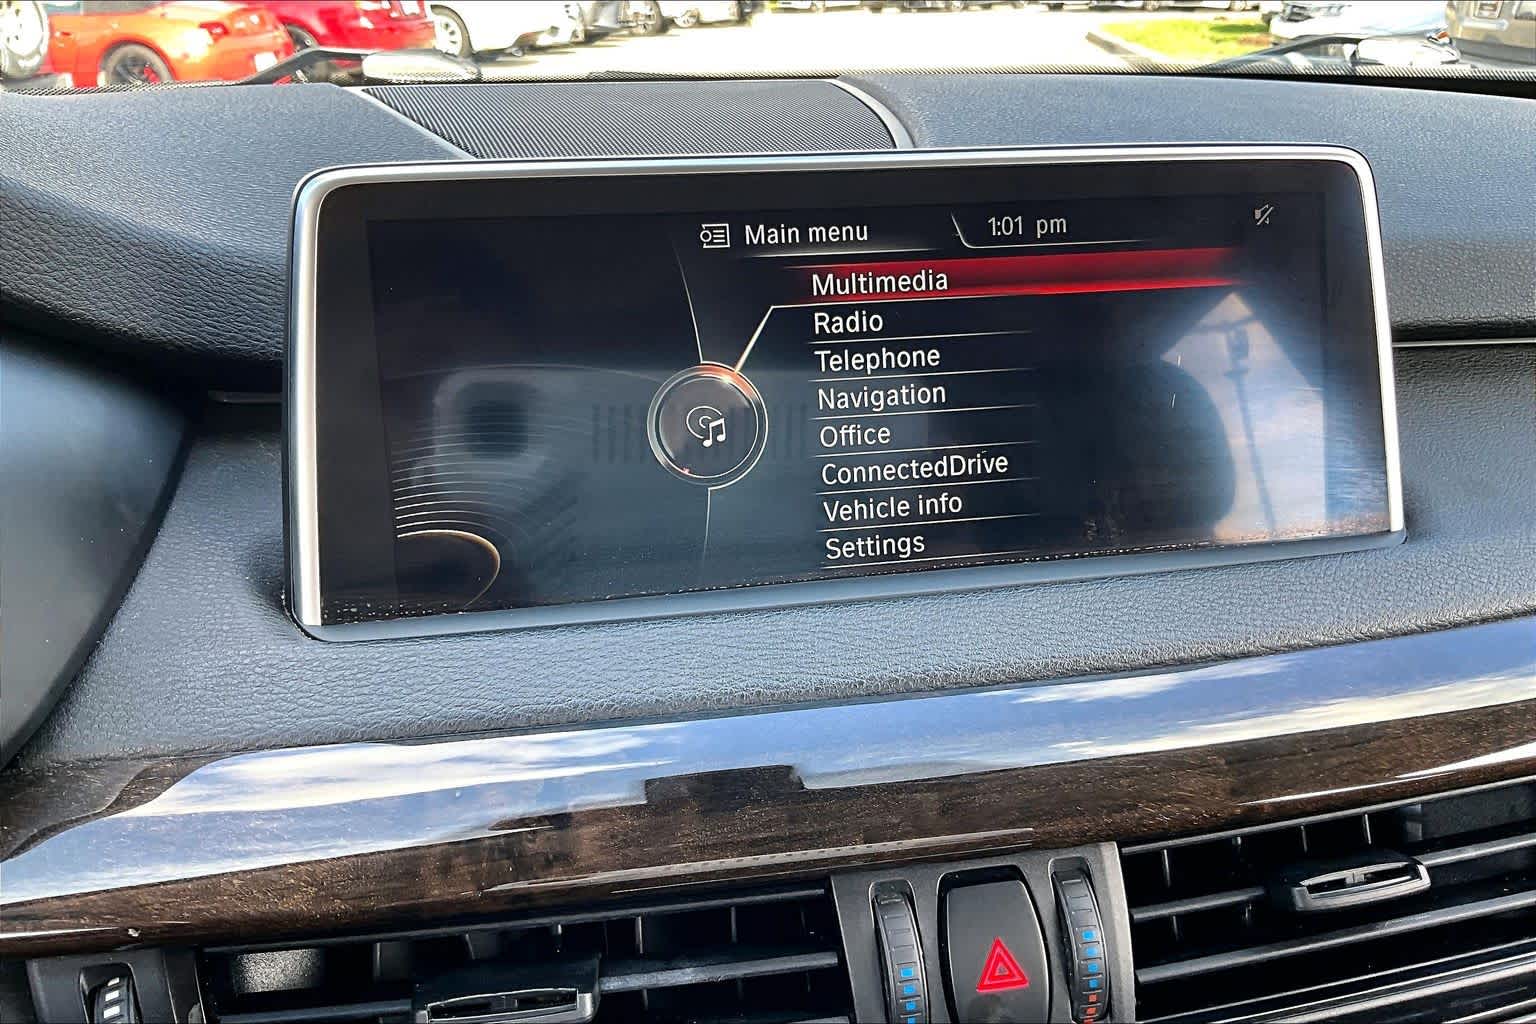 Main menu
1:01 pm
Multimedia
Radio
Telephone
Navigation
Office
ConnectedDrive
Vehicle info
Settings